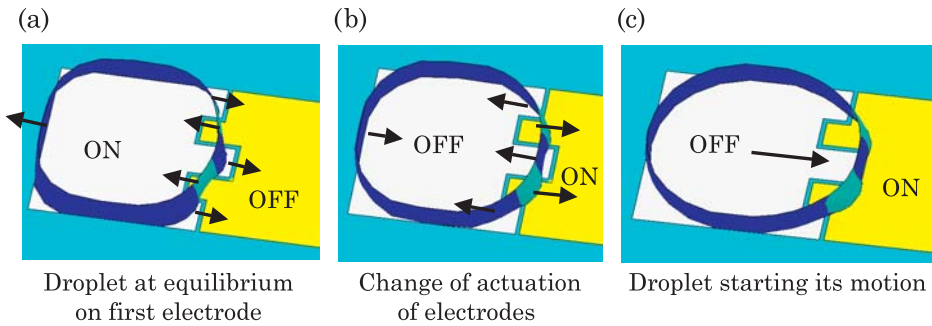 (a)
(b)
(c)
ON
OFF
OFF
ON
OFF
ON
Droplet at equilibrium
on first electrode
Change of actuation
of electrodes
Droplet starting its motion